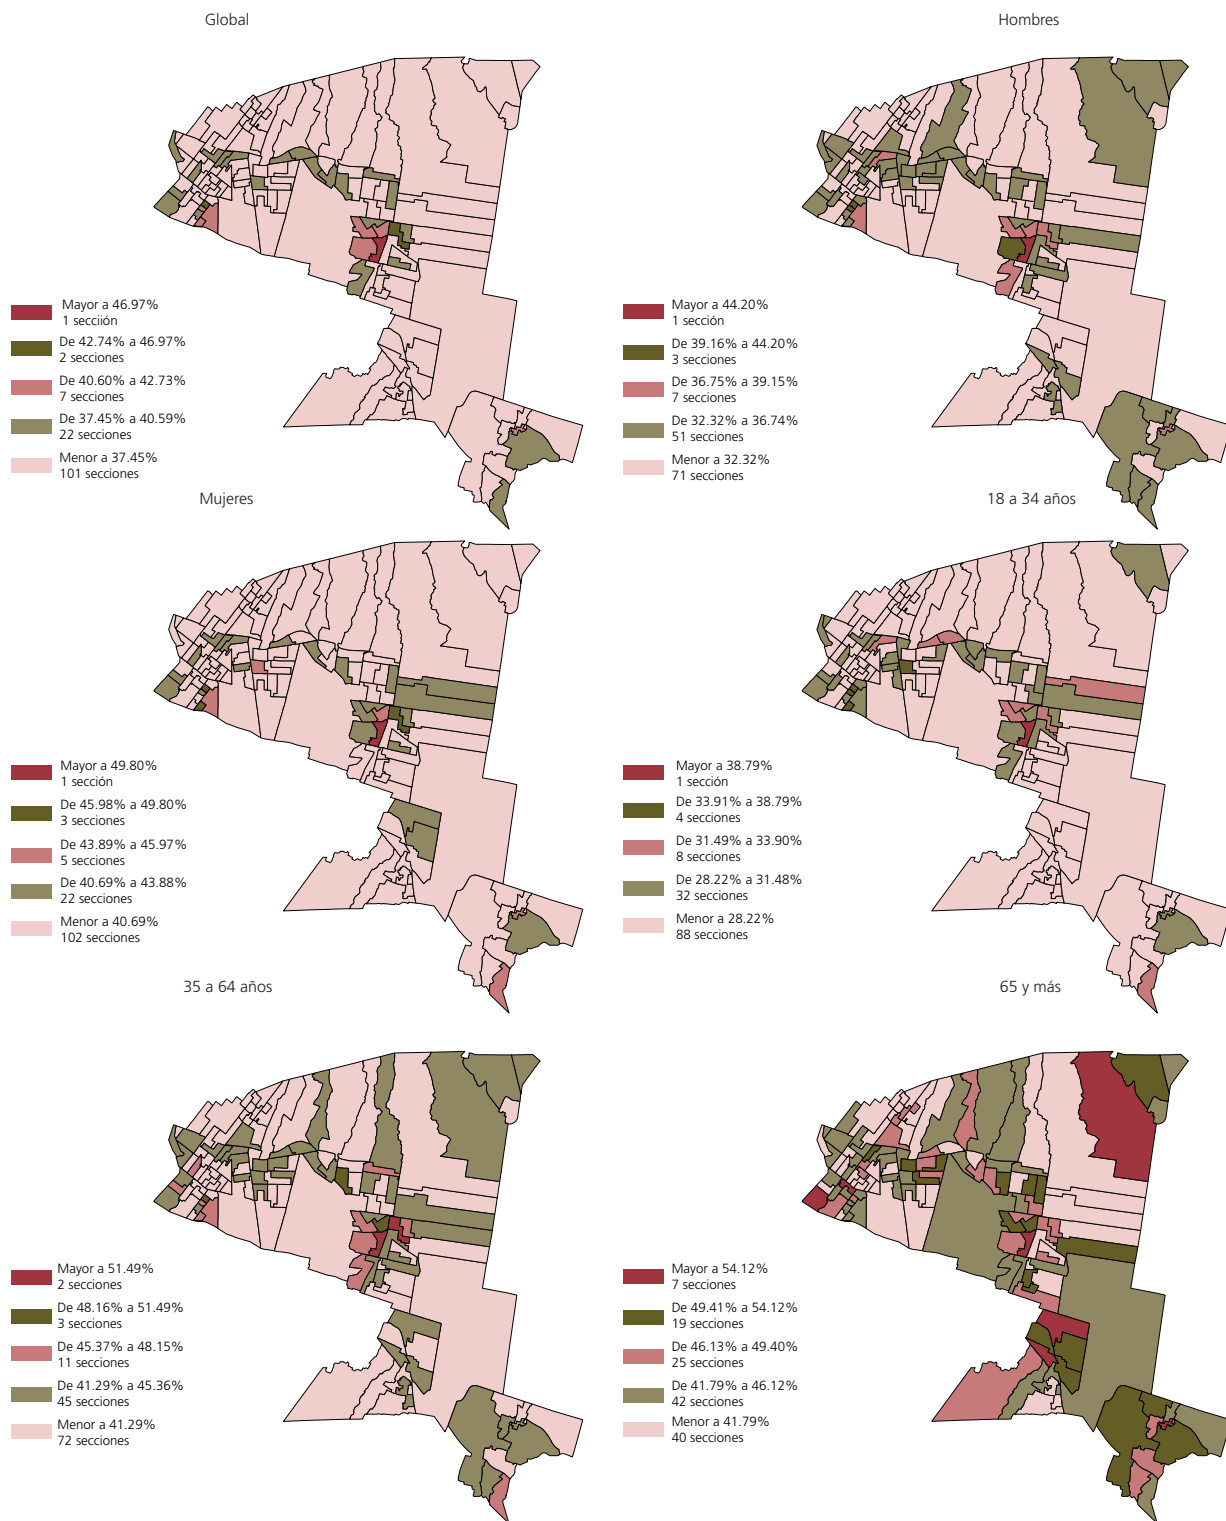 Global
Mayor a 46.97%
1 secciión
De 42.74% a 46.97%
2 secciones
De 40.60% a 42.73%
7 secciones
De 37.45% a 40.59%
22 secciones
Menor a 37.45%
101 secciones
Hombres
Mayor a 44.20%
1 sección
De 39.16% a 44.20%
3 secciones
De 36.75% a 39.15%
7 secciones
De 32.32% a 36.74%
51 secciones
Menor a 32.32%
71 secciones
Mujeres
Mayor a 49.80%
1 sección
De 45.98% a 49.80%
3 secciones
De 43.89% a 45.97%
5 secciones
De 40.69% a 43.88%
22 secciones
Menor a 40.69%
102 secciones
18 a 34 años
Mayor a 38.79%
1 sección
De 33.91% a 38.79%
4 secciones
De 31.49% a 33.90%
8 secciones
De 28.22% a 31.48%
32 secciones
Menor a 28.22%
88 secciones
35 a 64 años
Mayor a 51.49%
2 secciones
De 48.16% a 51.49%
3 secciones
De 45.37% a 48.15%
11 secciones
De 41.29% a 45.36%
45 secciones
Menor a 41.29%
72 secciones
65 y más
Mayor a 54.12%
7 secciones
De 49.41% a 54.12%
19 secciones
De 46.13% a 49.40%
25 secciones
De 41.79% a 46.12%
42 secciones
Menor a 41.79%
40 secciones